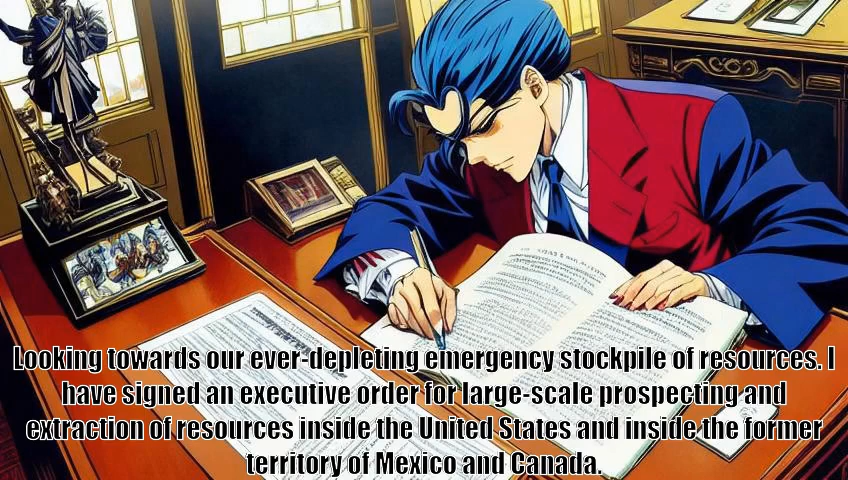 Looking towards our ever-depleting emergency stockpile of resources. I
have signed an executive order for large-scale prospecting and
extraction of resources inside the United States and inside the former
territory of Mexico and Canada.